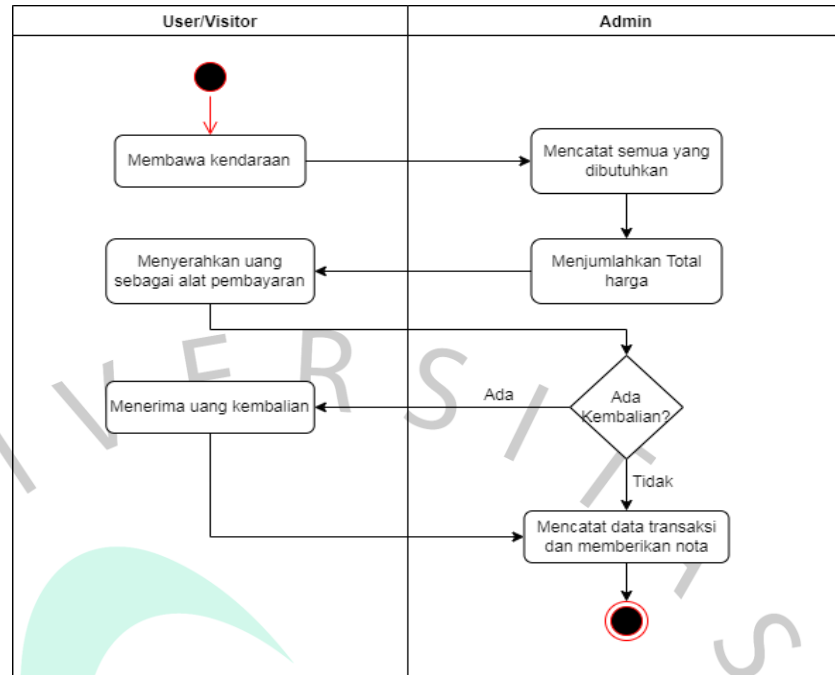 User/Visitor
Admin
Membawa kendaraan
Mencatat semua yang
dibutuhkan
Menyerahkan uang
sebagai alat pembayaran
Menjumlahkan Total
harga
Menerima uang kembalian
Ada
Ada
Kembalian?
Tidak
Mencatat data transaksi
dan memberikan nota
I V E R S I T A S